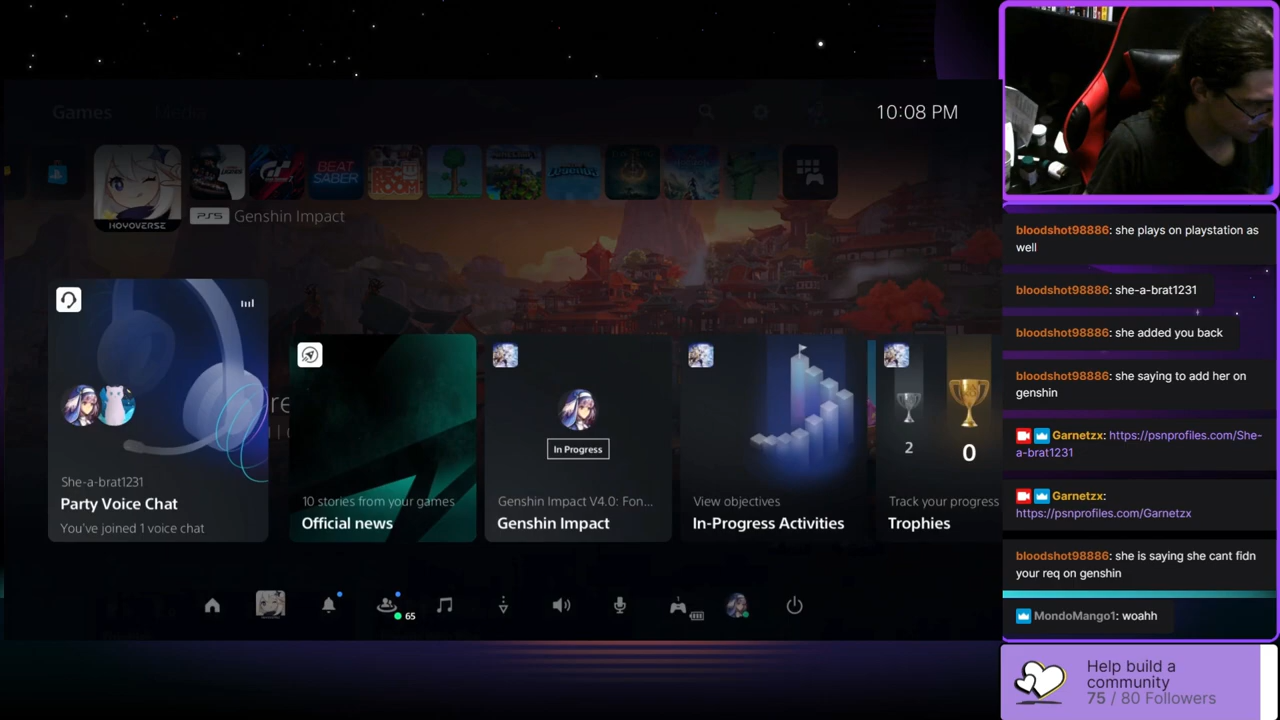 Games
10:08 PM
BEAT
SABER
REC
ROOM
HOYOVERSE
PS5 Genshin Impact
She-a-brat1231
Party Voice Chat
You've joined 1 voice chat
10 stories from your games
Official news
In Progress
Genshin Impact V4.0: Fon...
Genshin Impact
View objectives
In-Progress Activities
2
0
Track your progress
Trophies
65
bloodshot98886: she plays on playstation as
well
bloodshot98886: she-a-brat1231
bloodshot98886: she added you back
bloodshot98886: she saying to add her on
genshin
Garnetzx: https://psnprofiles.com/She-
a-brat1231
Garnetzx:
https://psnprofiles.com/Garnetzx
bloodshot98886: she is saying she cant fidn
your req on genshin
MondoMango1: woahh
Help build a
community
75 / 80 Followers